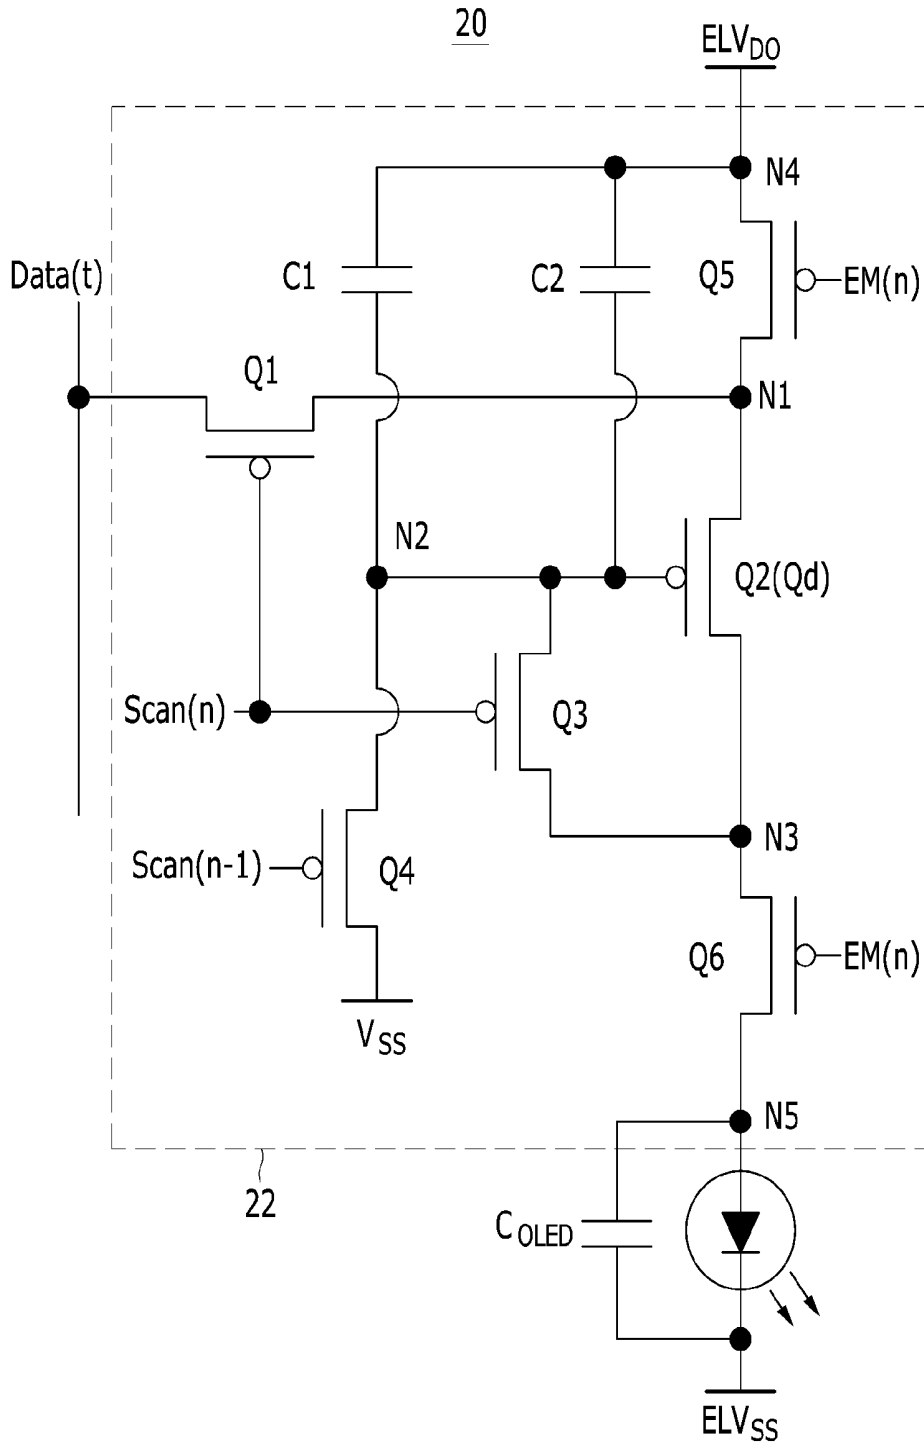 20
ELVDO
N4
Data(t)
C1
C2
Q5
EM(n)
Q1
N1
N2
Q2(Qd)
Scan(n)
Q3
N3
Scan(n-1)
Q4
Q6
EM(n)
VSS
N5
22
COLED
ELVSS